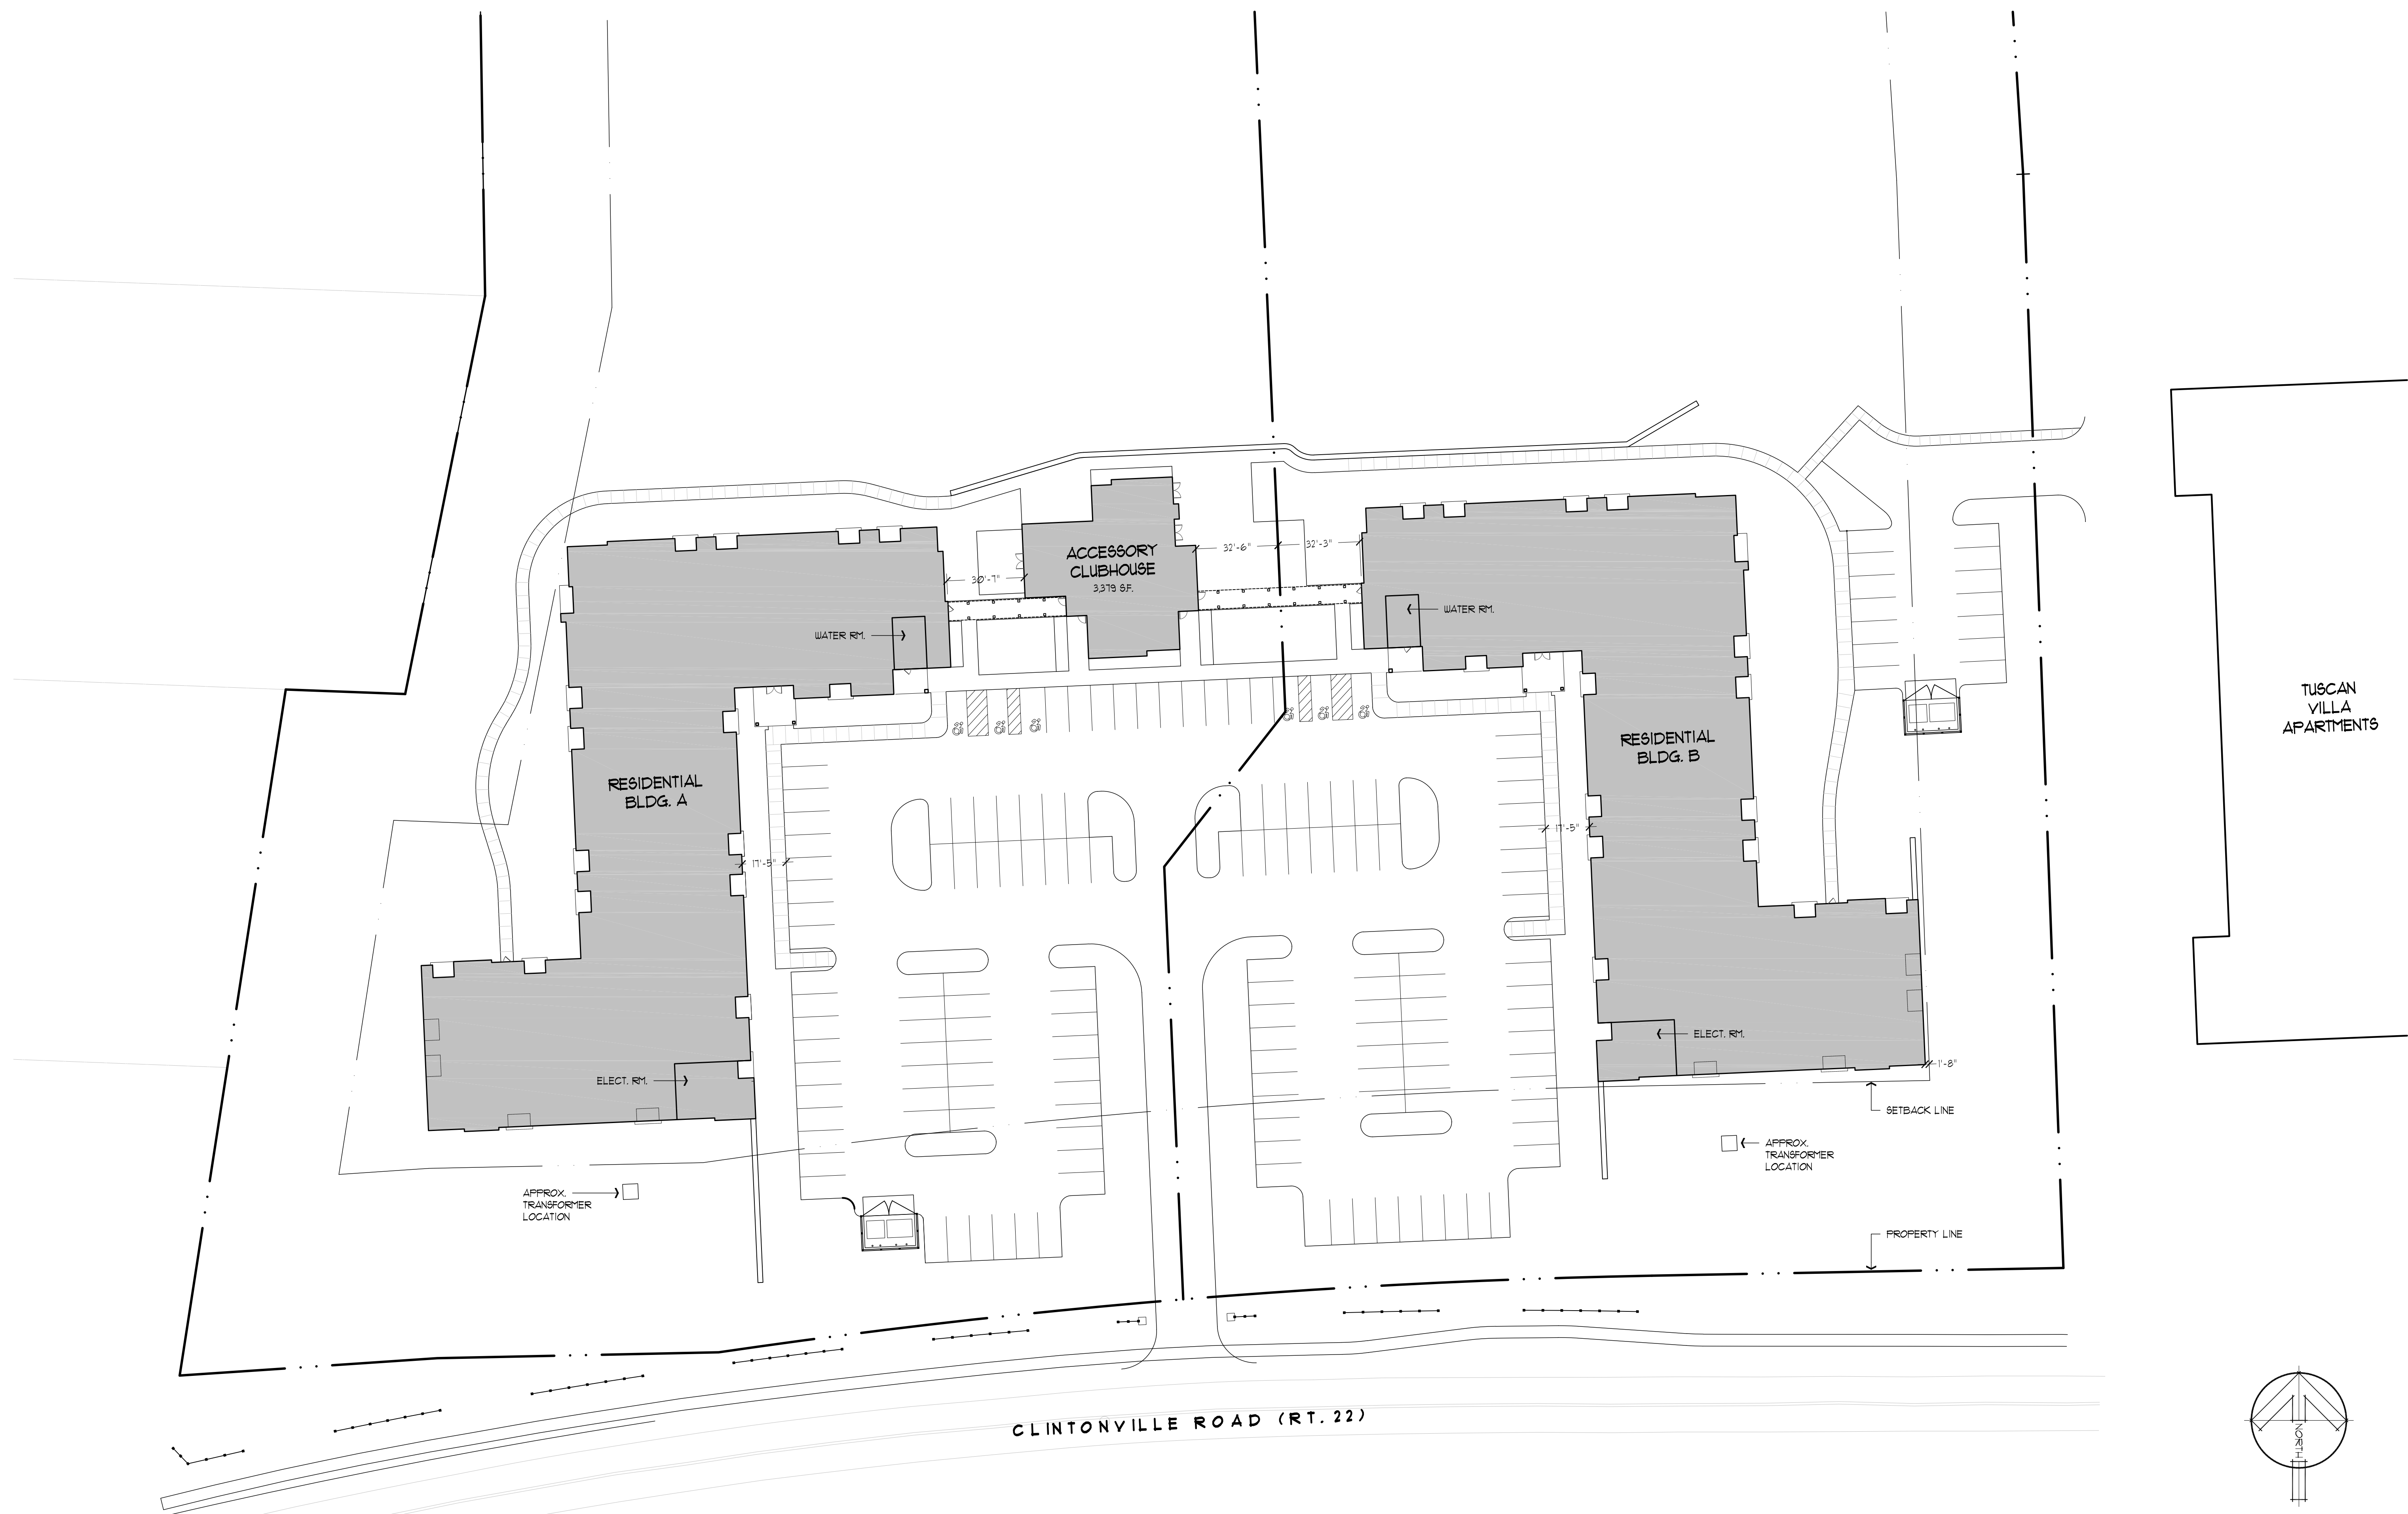 ACCESSORY
CLUBHOUSE
3,379 S.F.
30'-7"
32'-6"
32'-3"
WATER RM.
WATER RM.
TUSCAN
VILLA
APARTMENTS
RESIDENTIAL
BLDG. A
RESIDENTIAL
BLDG. B
17'-5"
17'-5"
ELECT. RM.
ELECT. RM.
1'-8"
SETBACK LINE
APPROX.
TRANSFORMER
LOCATION
APPROX.
TRANSFORMER
LOCATION
PROPERTY LINE
CLINTONVILLE ROAD (RT. 22)
NORTH